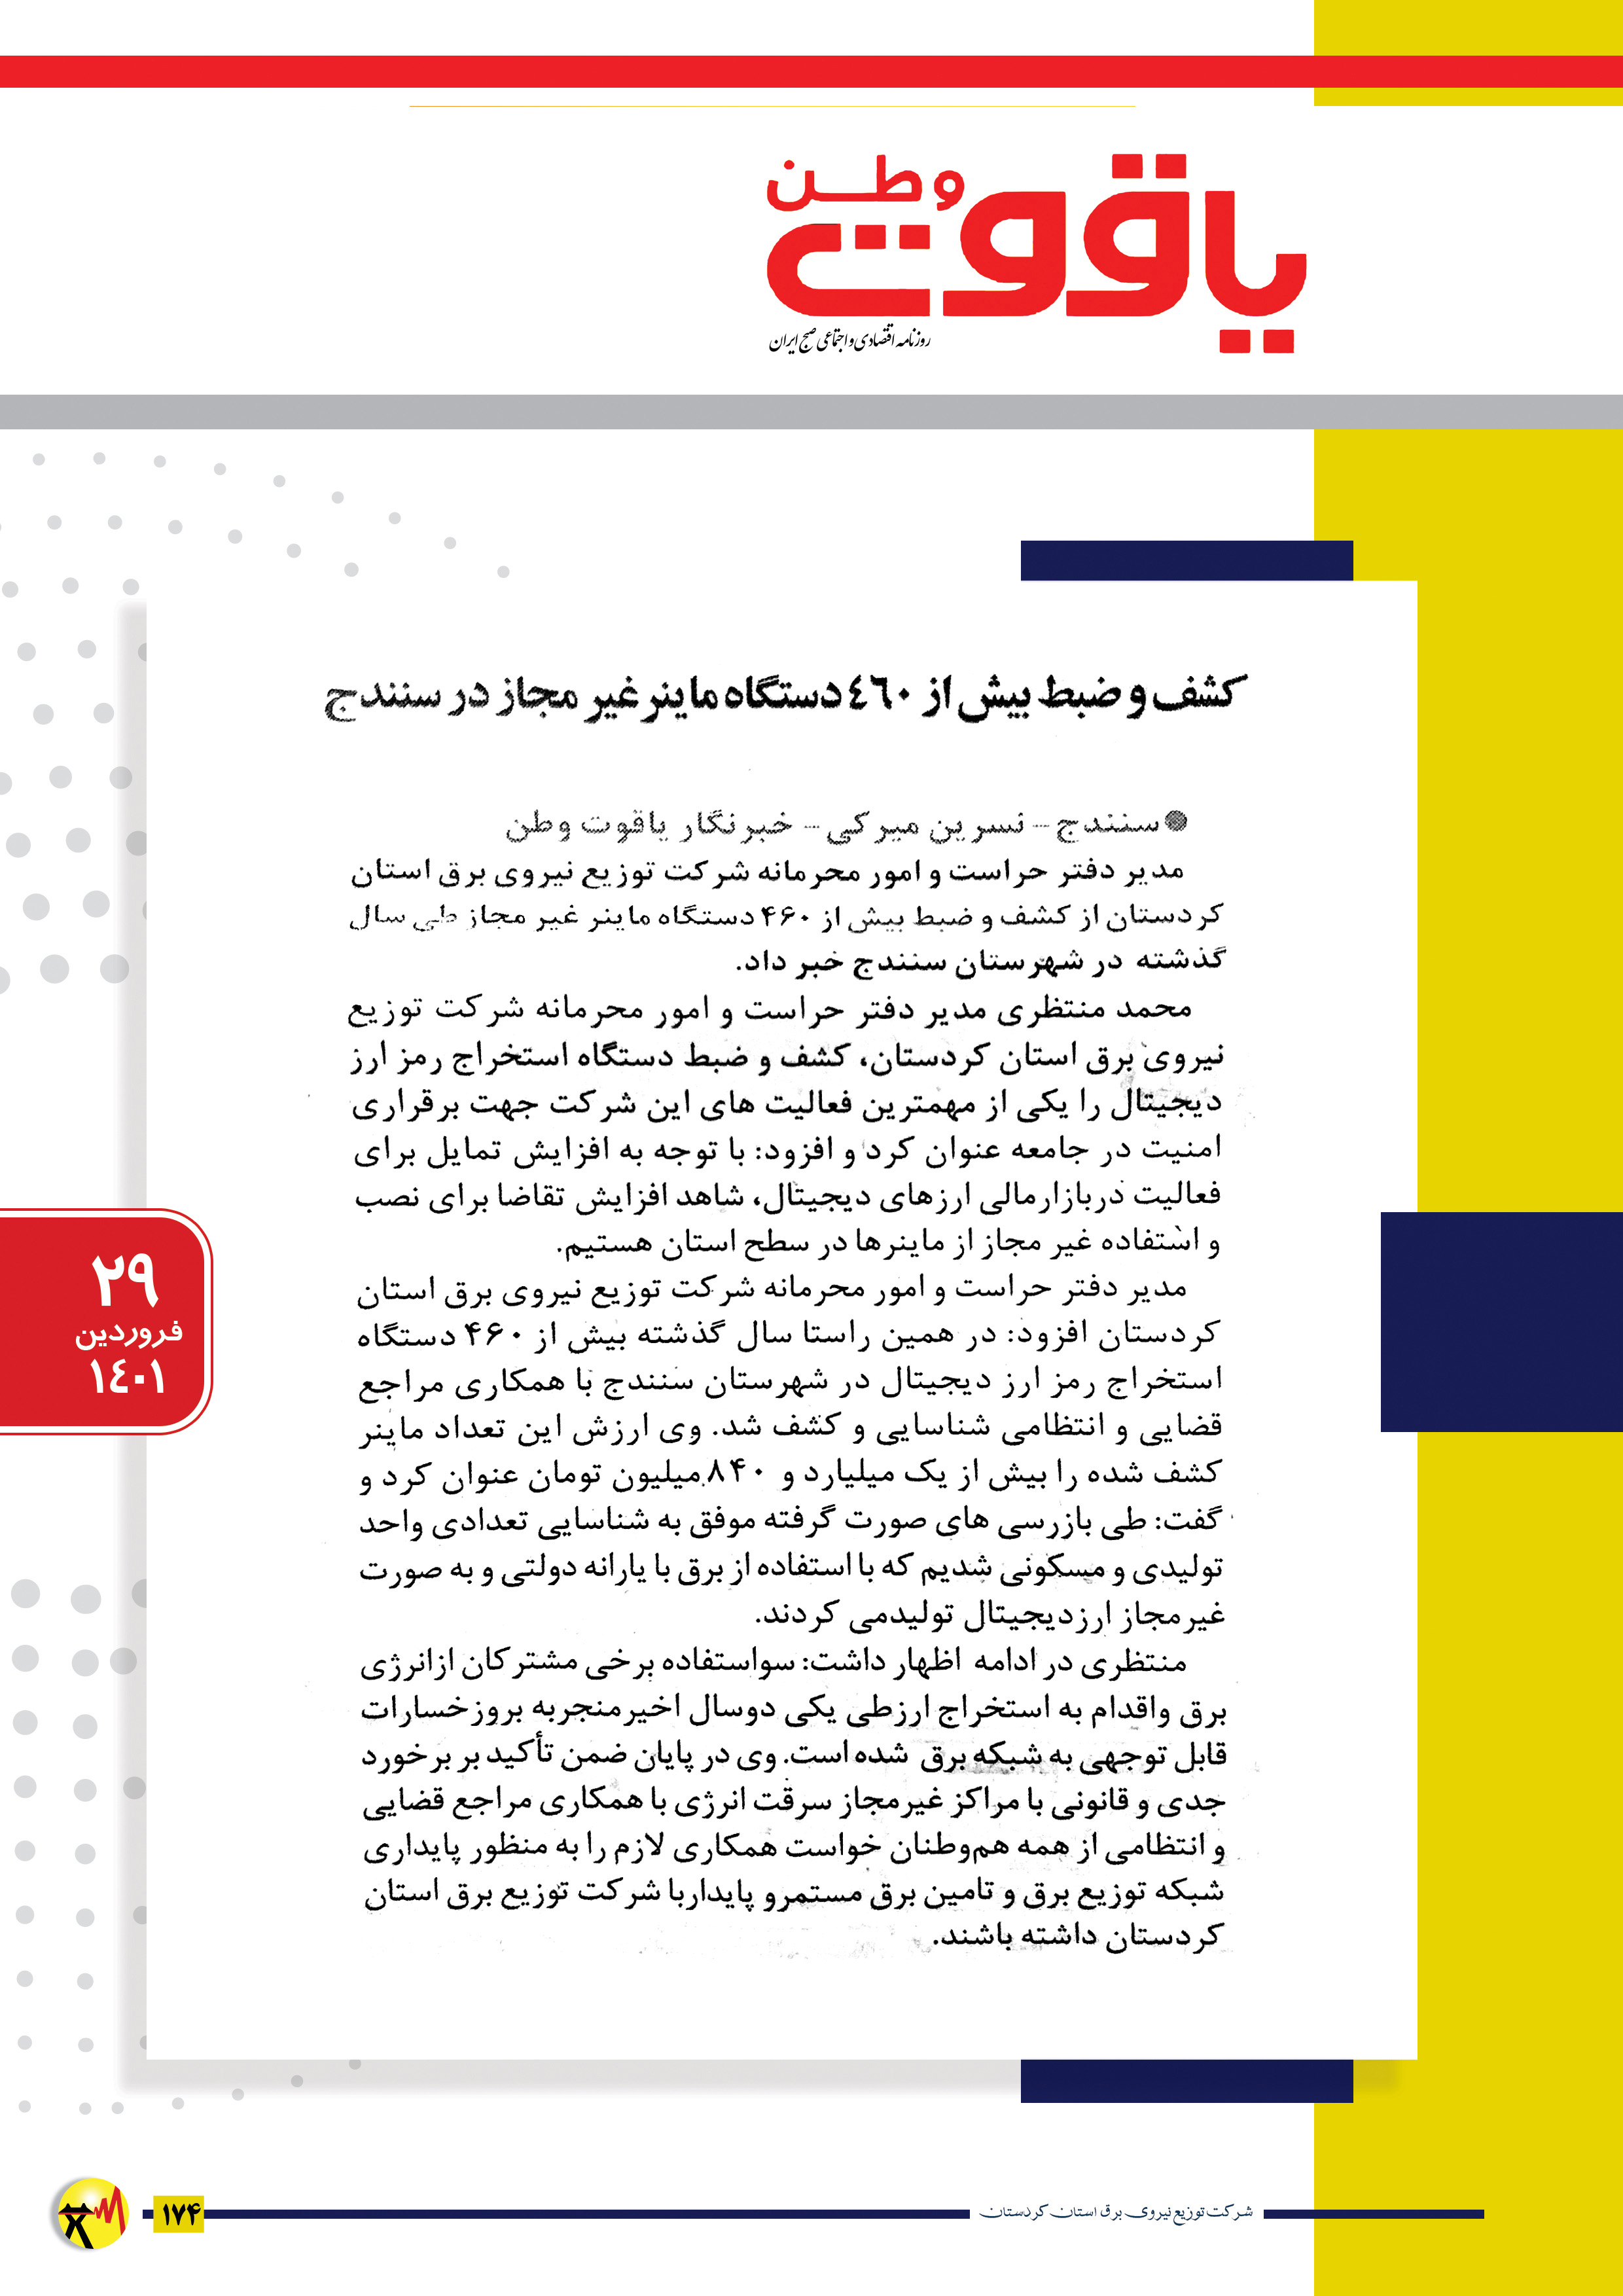 یاقوت وطن
روزنامه اقتصادی و اجتماعی صبح ایران
کشف و ضبط بیش از ٤٦٠ دستگاه ماینر غیر مجاز در سنندج
سنندج - نسرین میرکی - خبرنگار یاقوت وطن
مدیر دفتر حراست و امور محرمانه شرکت توزیع نیروی برق استان
کردستان از کشف و ضبط بیش از ۴۶۰ دستگاه ماینر غیر مجاز طی سال
گذشته در شهرستان سنندج خبر داد.
محمد منتظری مدیر دفتر حراست و امور محرمانه شرکت توزیع
نیروی برق استان کردستان، کشف و ضبط دستگاه استخراج رمز ارز
دیجیتال را یکی از مهمترین فعالیت های این شرکت جهت برقراری
امنیت در جامعه عنوان کرد و افزود: با توجه به افزایش تمایل برای
فعالیت دربازارمالی ارزهای دیجیتال، شاهد افزایش تقاضا برای نصب
و استفاده غیر مجاز از ماینرها در سطح استان هستیم.
مدیر دفتر حراست و امور محرمانه شرکت توزیع نیروی برق استان
کردستان افزود: در همین راستا سال گذشته بیش از ۴۶۰ دستگاه
استخراج رمز ارز دیجیتال در شهرستان سنندج با همکاری مراجع
قضایی و انتظامی شناسایی و کشف شد. وی ارزش این تعداد ماینر
کشف شده را بیش از یک میلیارد و ۸۴۰ میلیون تومان عنوان کرد و
گفت: طی بازرسی های صورت گرفته موفق به شناسایی تعدادی واحد
تولیدی و مسکونی شدیم که با استفاده از برق با یارانه دولتی و به صورت
غیرمجاز ارزدیجیتال تولیدمی کردند.
منتظری در ادامه اظهار داشت: سواستفاده برخی مشترکان ازانرژی
برق واقدام به استخراج ارزطی یکی دوسال اخیرمنجربه بروزخسارات
قابل توجهی به شبکه برق شده است. وی در پایان ضمن تأکید بر برخورد
جدی و قانونی با مراکز غیرمجاز سرقت انرژی با همکاری مراجع قضایی
و انتظامی از همه هم‌وطنان خواست همکاری لازم را به منظور پایداری
شبکه توزیع برق و تامین برق مستمرو پایداربا شرکت توزیع برق استان
کردستان داشته باشند.
۲۹
فروردین
١٤٠١
۱۷۴
شرکت توزیع نیروی برق استان کردستان